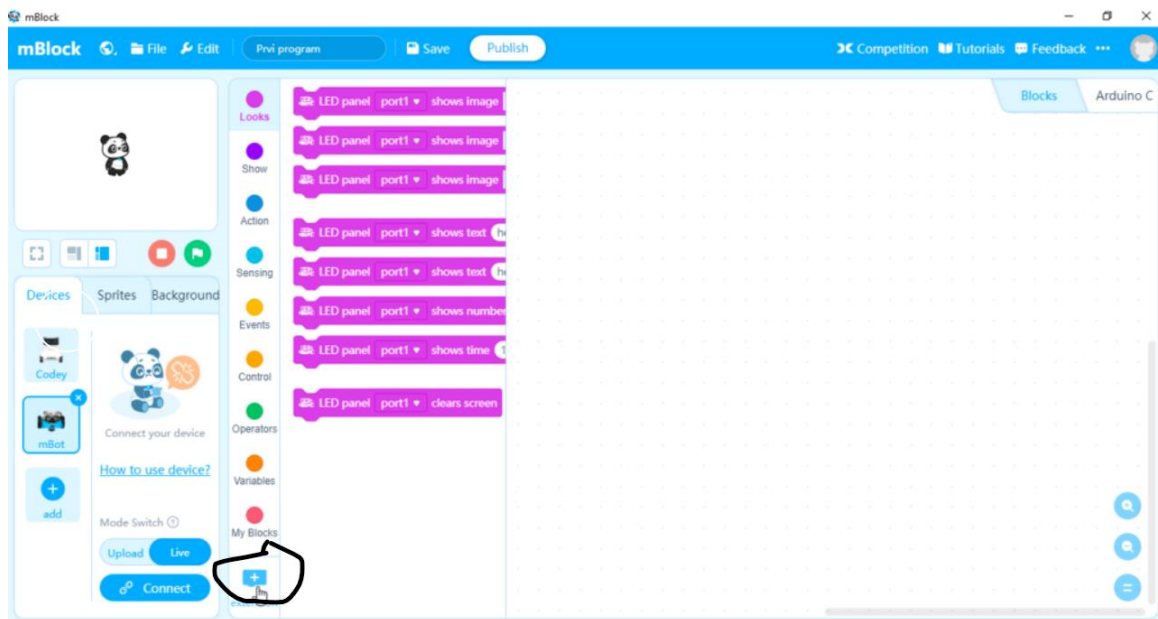 mBlock
mBlock File Edit Prvi program Save Publish Competition Tutorials Feedback
Blocks Arduino C
Looks
Show
Action
Sensing
Events
Control
Operators
Variables
My Blocks
LED panel port1 shows image
LED panel port1 shows image
LED panel port1 shows image
LED panel port1 shows text
LED panel port1 shows text
LED panel port1 shows number
LED panel port1 shows time
LED panel port1 clears screen
Devices Sprites Background
Codey
mBot
add
Connect your device
How to use device?
Mode Switch
Upload Live
Connect